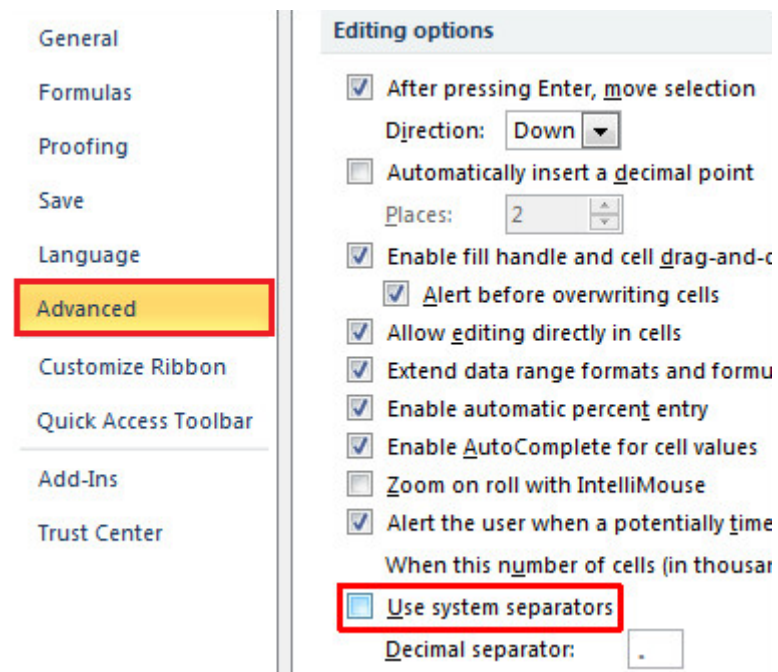 General
Formulas
Proofing
Save
Language
Advanced
Customize Ribbon
Quick Access Toolbar
Add-Ins
Trust Center
Editing options
After pressing Enter, move selection
Direction: Down
Automatically insert a decimal point
Places: 2
Enable fill handle and cell drag-and-
Alert before overwriting cells
Allow editing directly in cells
Extend data range formats and formu
Enable automatic percent entry
Enable AutoComplete for cell values
Zoom on roll with IntelliMouse
Alert the user when a potentially time
When this number of cells (in thousan
Use system separators
Decimal separator: .